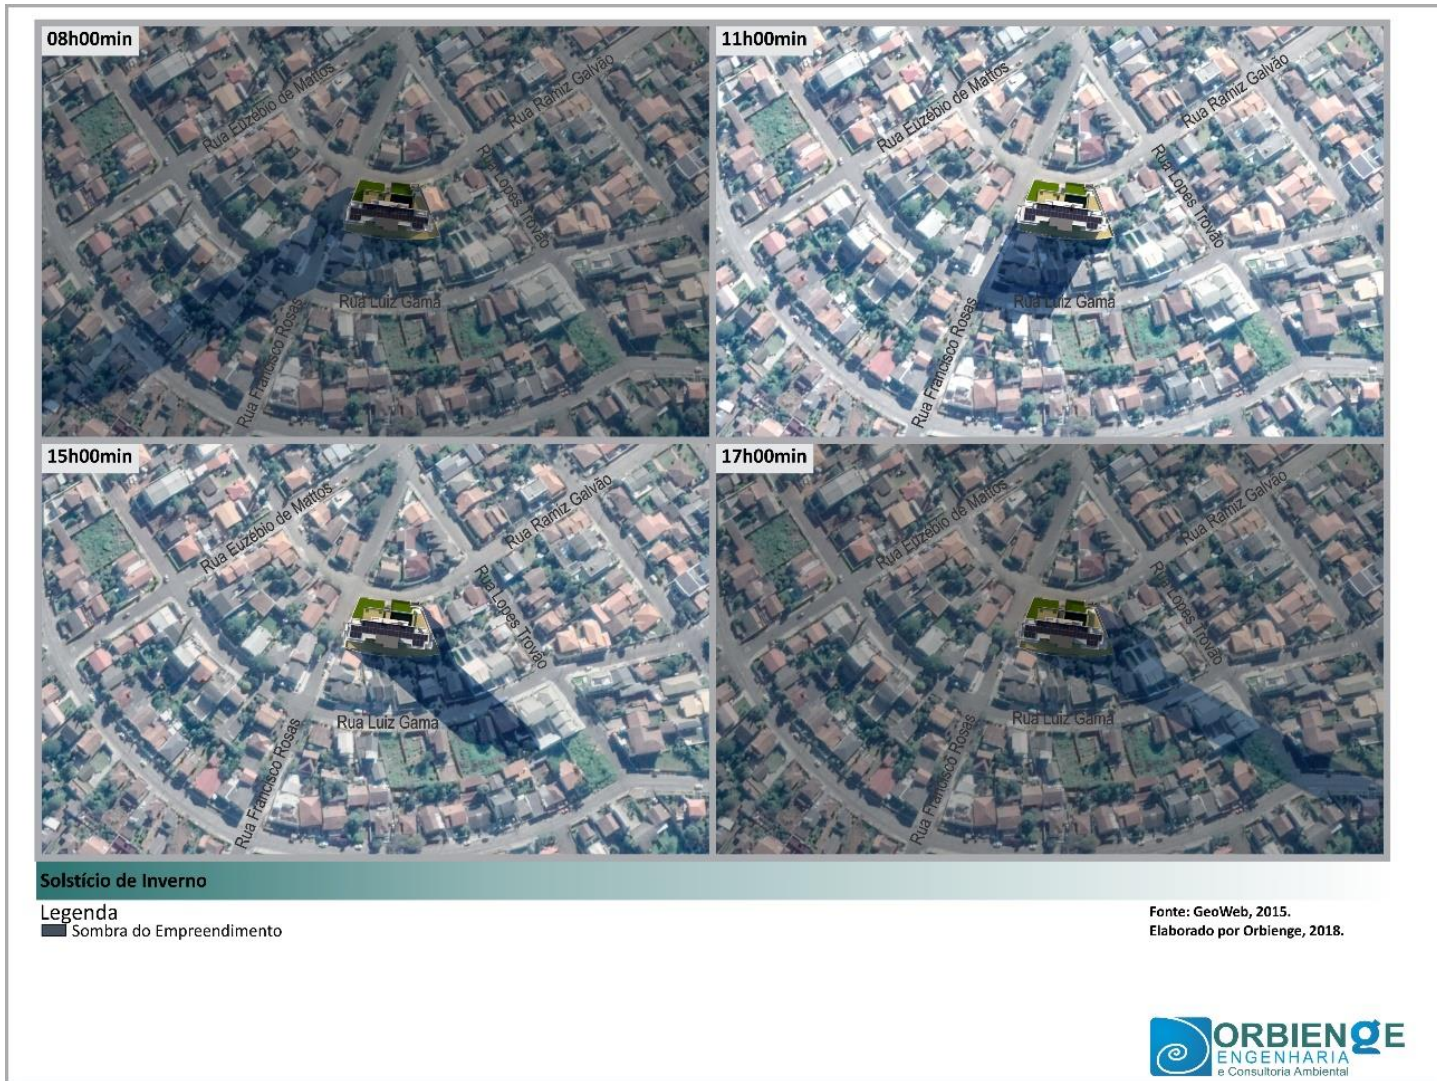 08h00min
Rua Euzébio de Mattos
Rua Ramiz Galvão
Rua Lopes Trovão
Rua Luiz Gama
Rua Francisco Rosas
11h00min
Rua Euzébio de Mattos
Rua Ramiz Galvão
Rua Lopes Trovão
Rua Luiz Gama
Rua Francisco Rosas
15h00min
Rua Euzébio de Mattos
Rua Ramiz Galvão
Rua Lopes Trovão
Rua Luiz Gama
Rua Francisco Rosas
17h00min
Rua Euzébio de Mattos
Rua Ramiz Galvão
Rua Lopes Trovão
Rua Luiz Gama
Rua Francisco Rosas
Solstício de Inverno
Legenda
Sombra do Empreendimento
Fonte: GeoWeb, 2015.
Elaborado por Orbienge, 2018.
ORBIENGE
ENGENHARIA
e Consultoria Ambiental